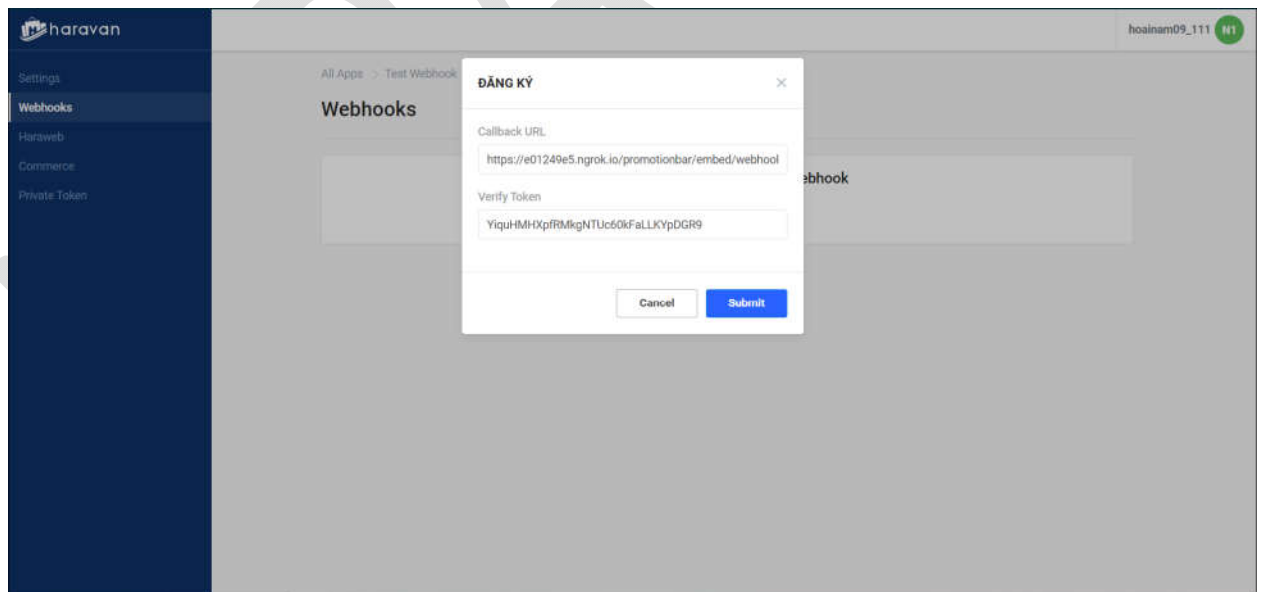 haravan
hoainam09_111 N1
Settings
Webhooks
Haraweb
Commerce
Private Token
All Apps > Test Webhook
Webhooks
ebhook
ĐĂNG KÝ
Callback URL
https://e01249e5.ngrok.io/promotionbar/embed/webhool
Verify Token
YiquHMHXpfRMkgNTUc60kFaLLKYpDGR9
Cancel
Submit